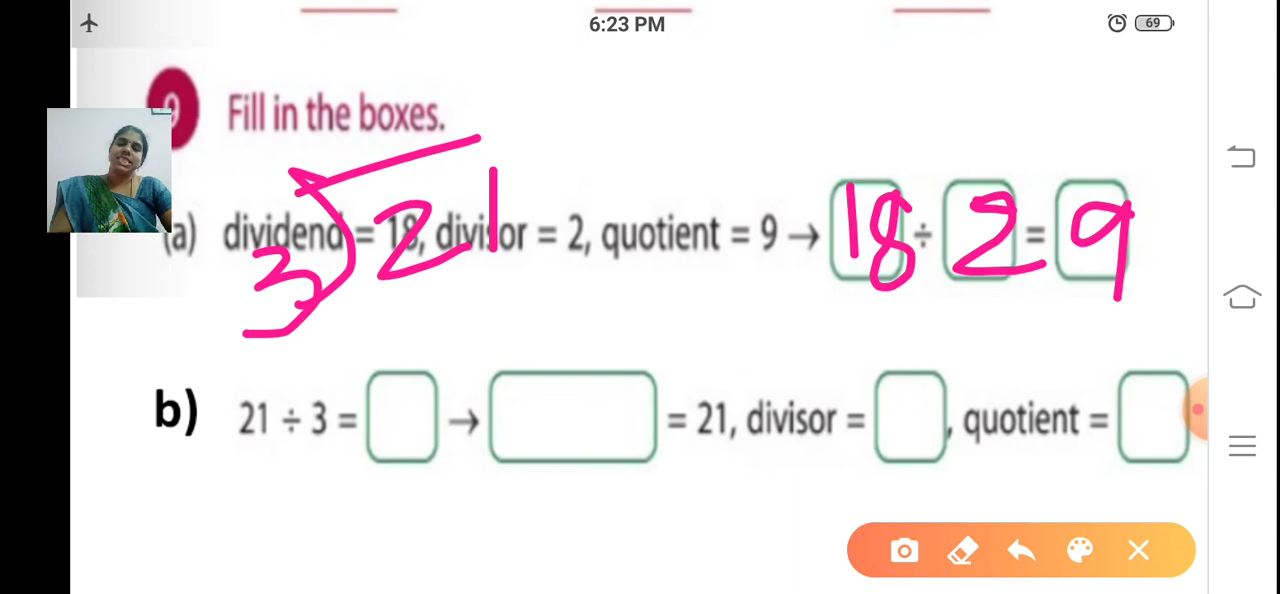 6:23 PM
69
9 Fill in the boxes.
(a) dividend = 18, divisor = 2, quotient = 9 → 18 ÷ 2 = 9
3 21
b) 21 ÷ 3 = → = 21, divisor = , quotient =